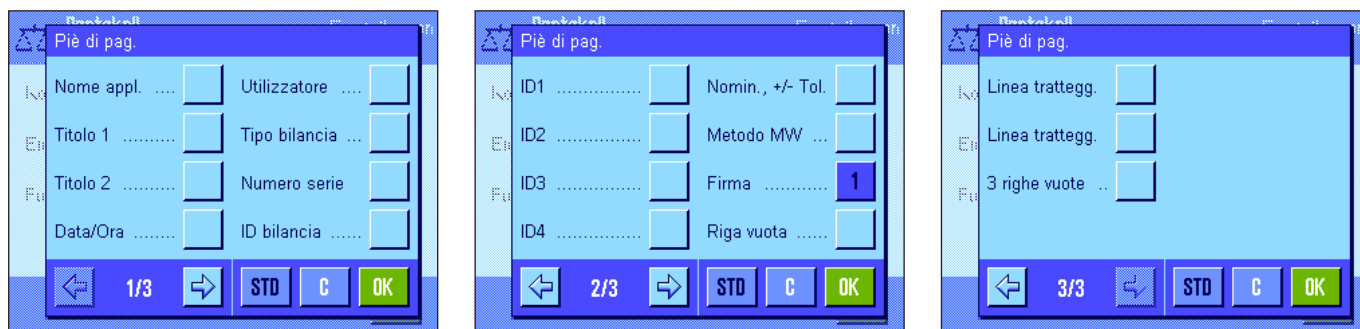 Piè di pag.
Nome appl. .... Utilizzatore ....
Titolo 1 .......... Tipo bilancia ...
Titolo 2 .......... Numero serie
Data/Ora ........ ID bilancia ......
1/3 STD C OK
Piè di pag.
ID1 ................ Nomin., +/- Tol.
ID2 ................ Metodo MW ...
ID3 ................ Firma ............ 1
ID4 ................ Riga vuota ......
2/3 STD C OK
Piè di pag.
Linea trattegg.
Linea trattegg.
3 righe vuote ..
3/3 STD C OK